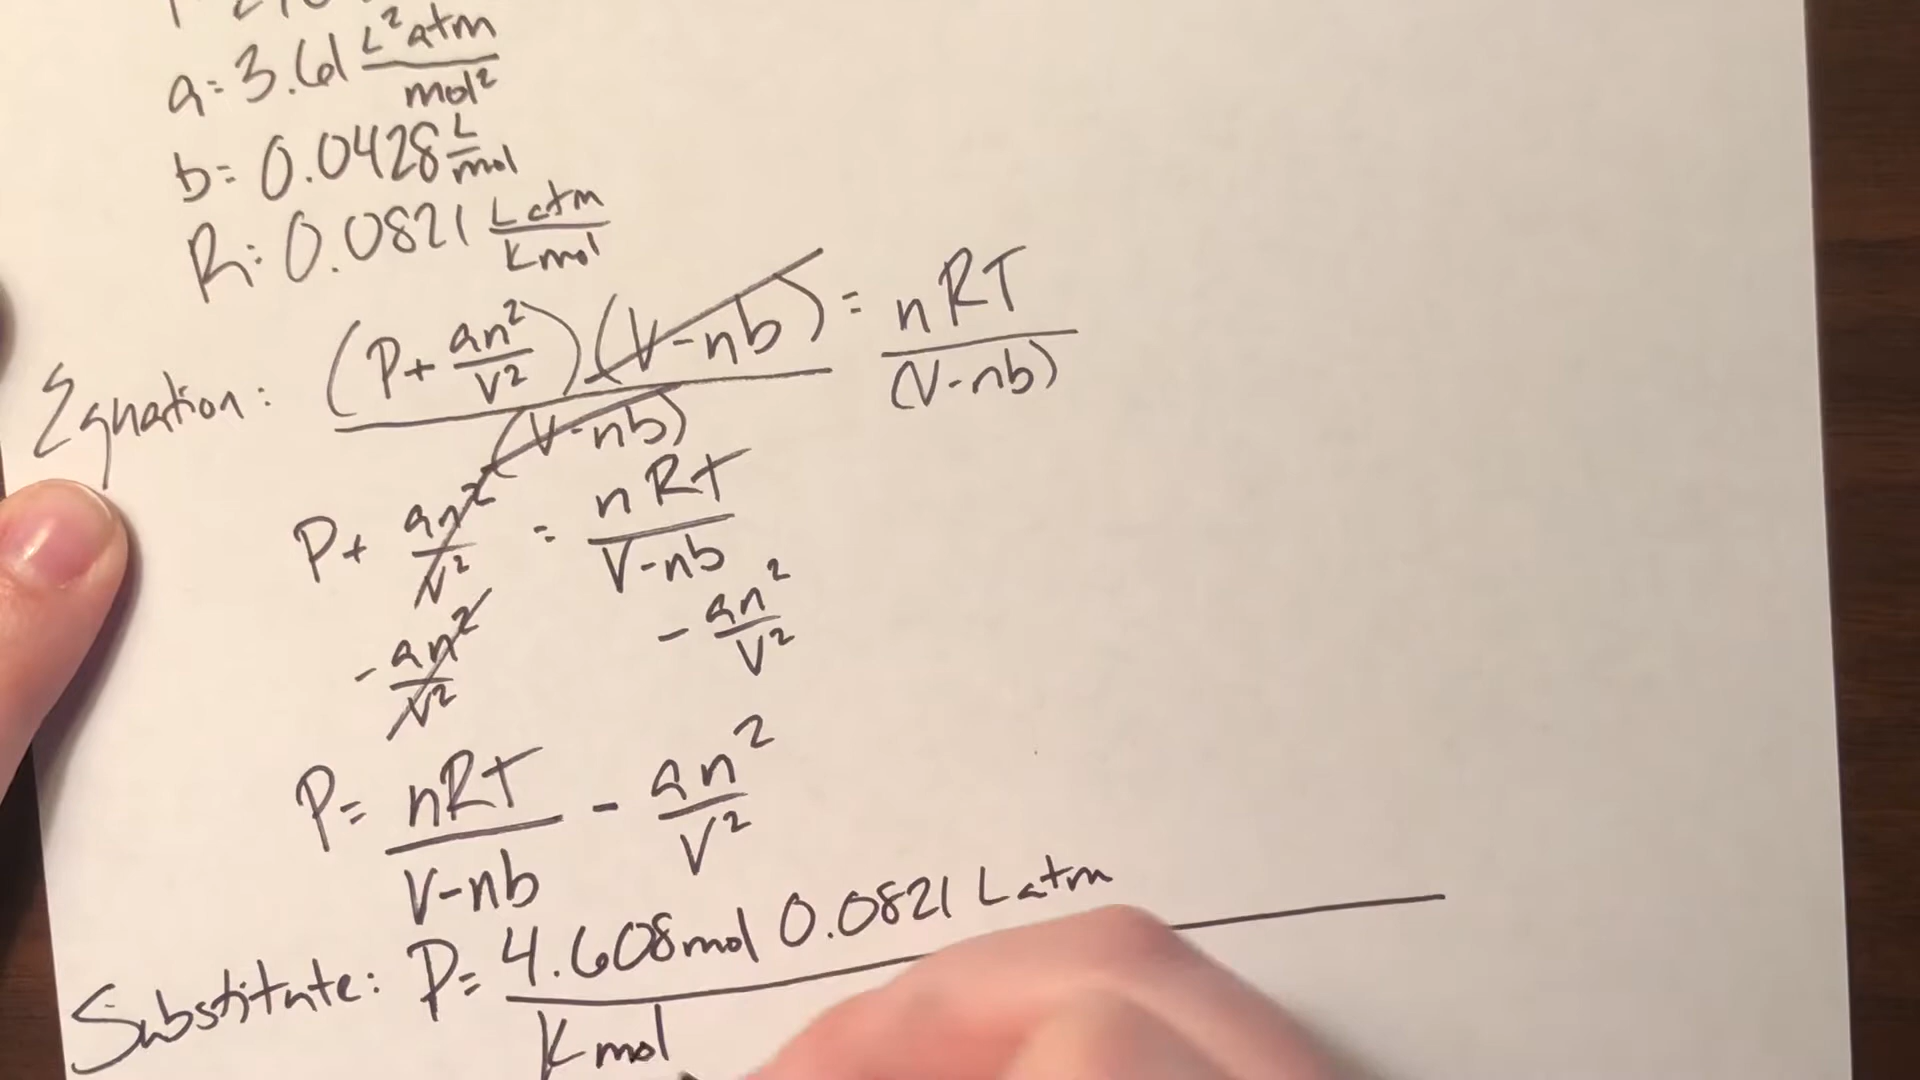 a= 3.61 L²atm/mol²
b= 0.0428 L/mol
R: 0.0821 Latm/Kmol
Equation: (P+ an²/V²)(V-nb)/(V-nb) = nRT/(V-nb)
P+ an²/V² = nRT/V-nb
- an²/V² - an²/V²
P= nRT/V-nb - an²/V²
Substitute: P= 4.608mol 0.0821 Latm
Kmol